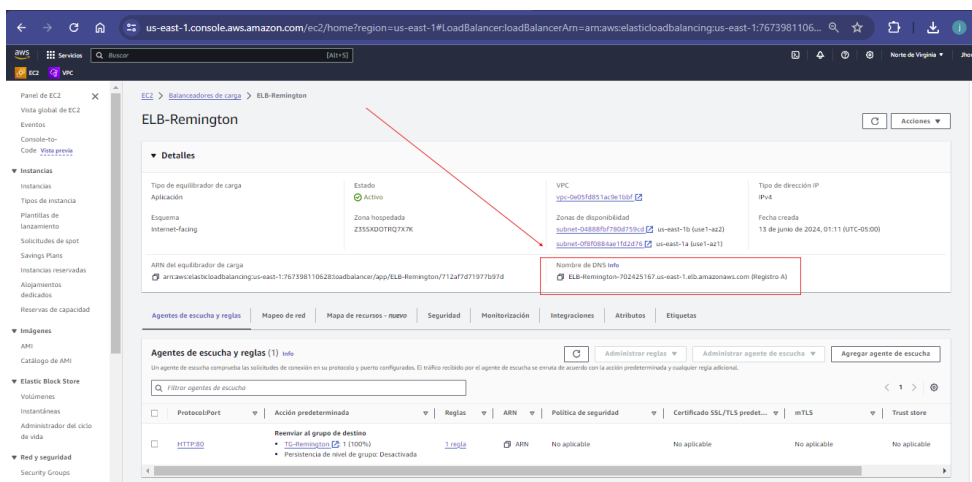 us-east-1.console.aws.amazon.com/ec2/home?region=us-east-1#LoadBalancer:loadBalancerArn=arn:aws:elasticloadbalancing:us-east-1:7673981106...
aws Servicios Buscar [Alt+S] Norte de Virginia
EC2 VPC
Panel de EC2
Vista global de EC2
Eventos
Console-to-
Code Vista previa
Instancias
Instancias
Tipos de instancia
Plantillas de
lanzamiento
Solicitudes de spot
Savings Plans
Instancias reservadas
Alojamientos
dedicados
Reservas de capacidad
Imágenes
AMI
Catálogo de AMI
Elastic Block Store
Volúmenes
Instantáneas
Administrador del ciclo
de vida
Red y seguridad
Security Groups
EC2 > Balanceadores de carga > ELB-Remington
ELB-Remington
Acciones
Detalles
Tipo de equilibrador de carga
Aplicación
Estado
Activo
VPC
vpc-0e05fd851ac9e1bbf
Tipo de dirección IP
IPv4
Esquema
Internet-facing
Zona hospedada
Z35SXDOTRQ7X7K
Zonas de disponibilidad
subnet-04888fbf780d759cd us-east-1b (use1-az2)
subnet-0f8f0884ae1fd2d76 us-east-1a (use1-az1)
Fecha creada
13 de junio de 2024, 01:11 (UTC-05:00)
ARN del equilibrador de carga
arn:aws:elasticloadbalancing:us-east-1:767398110628:loadbalancer/app/ELB-Remington/712af7d71977b97d
Nombre de DNS Info
ELB-Remington-702425167.us-east-1.elb.amazonaws.com (Registro A)
Agentes de escucha y reglas Mapeo de red Mapa de recursos - nuevo Seguridad Monitorización Integraciones Atributos Etiquetas
Agentes de escucha y reglas (1) Info
Administrar reglas Administrar agente de escucha Agregar agente de escucha
Un agente de escucha comprueba las solicitudes de conexión en su protocolo y puerto configurados. El tráfico recibido por el agente de escucha se enruta de acuerdo con la acción predeterminada y cualquier regla adicional.
Filtrar agentes de escucha
1
Protocol:Port Acción predeterminada Reglas ARN Política de seguridad Certificado SSL/TLS predet... mTLS Trust store
Reenviar al grupo de destino
HTTP:80 • TG-Remington: 1 (100%) 1 regla ARN No aplicable No aplicable No aplicable No aplicable
• Persistencia de nivel de grupo: Desactivada